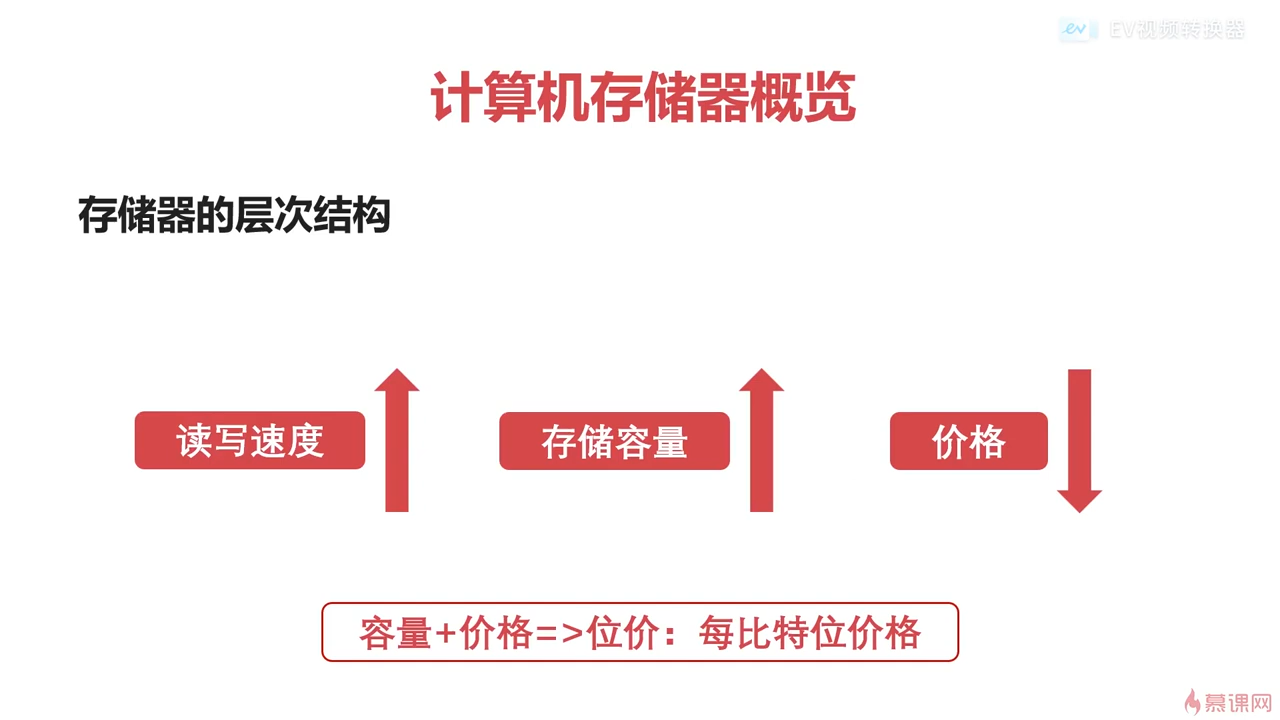 ev EV视频转换器
计算机存储器概览
存储器的层次结构
读写速度
存储容量
价格
容量+价格=>位价：每比特位价格
慕课网